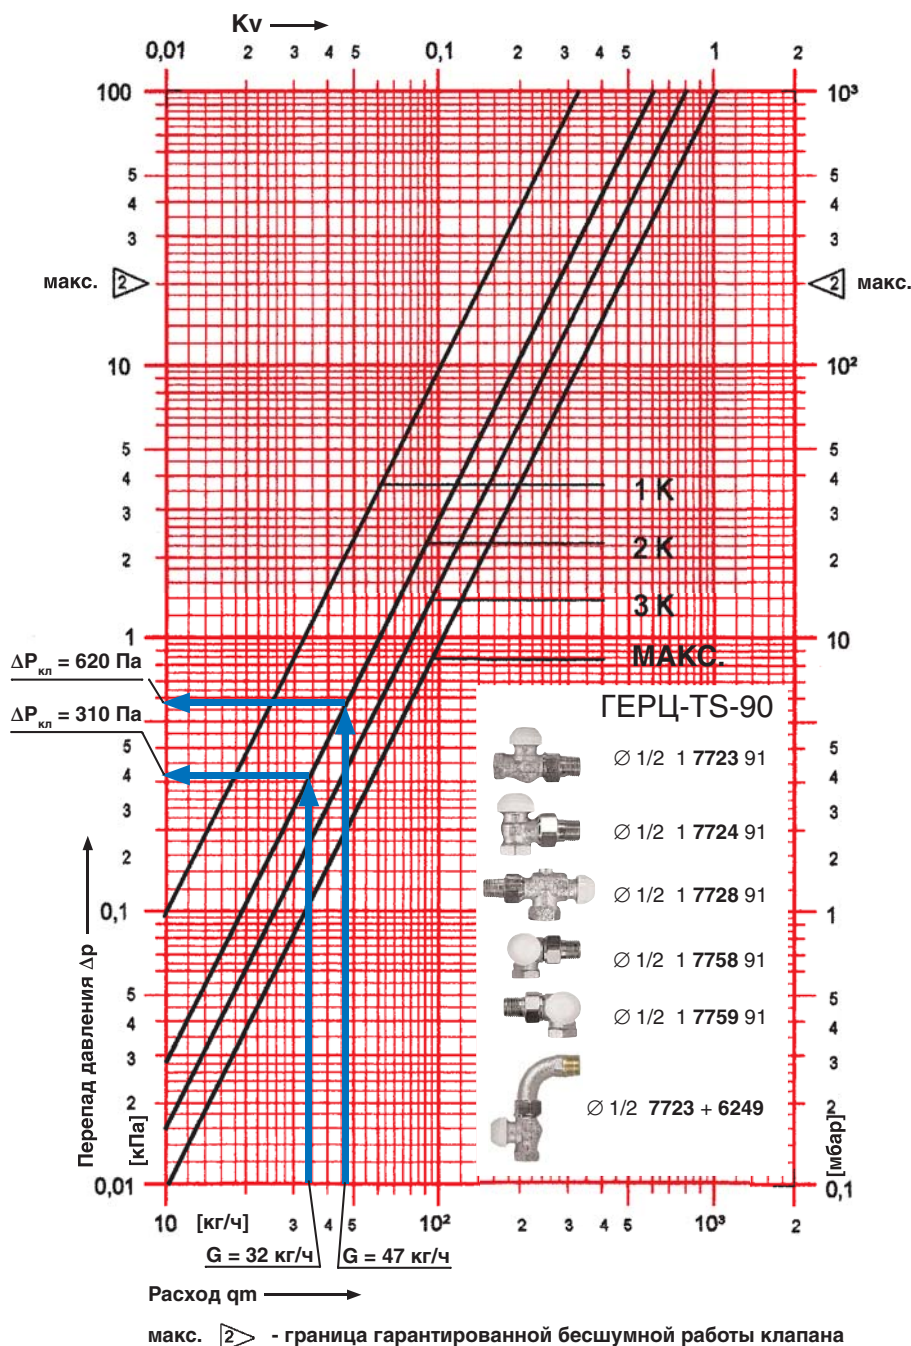 Kv
0,01 2 3 4 5 0,1 2 3 4 5 1 2
100 10³
5 5
4 4
3 3
макс. 2 2 макс.
10 10²
5 5
4 4
1 K
3 3
2 2
2 K
3 K
1 10
МАКС.
ΔPкл = 620 Па
ГЕРЦ-TS-90
ΔPкл = 310 Па
5 5
Ø 1/2 1 7723 91
4 4
3 3
Ø 1/2 1 7724 91
2 2
Ø 1/2 1 7728 91
0,1 1
Ø 1/2 1 7758 91
5 5
Ø 1/2 1 7759 91
4 4
3 3
2 2
Ø 1/2 7723 + 6249
Перепад давления Δp
[кПа]
[мбар]
0,01 0,1
10 [кг/ч] 3 4 5 10² 2 3 4 5 10³ 2
G = 32 кг/ч G = 47 кг/ч
Расход qm
макс. 2 - граница гарантированной бесшумной работы клапана